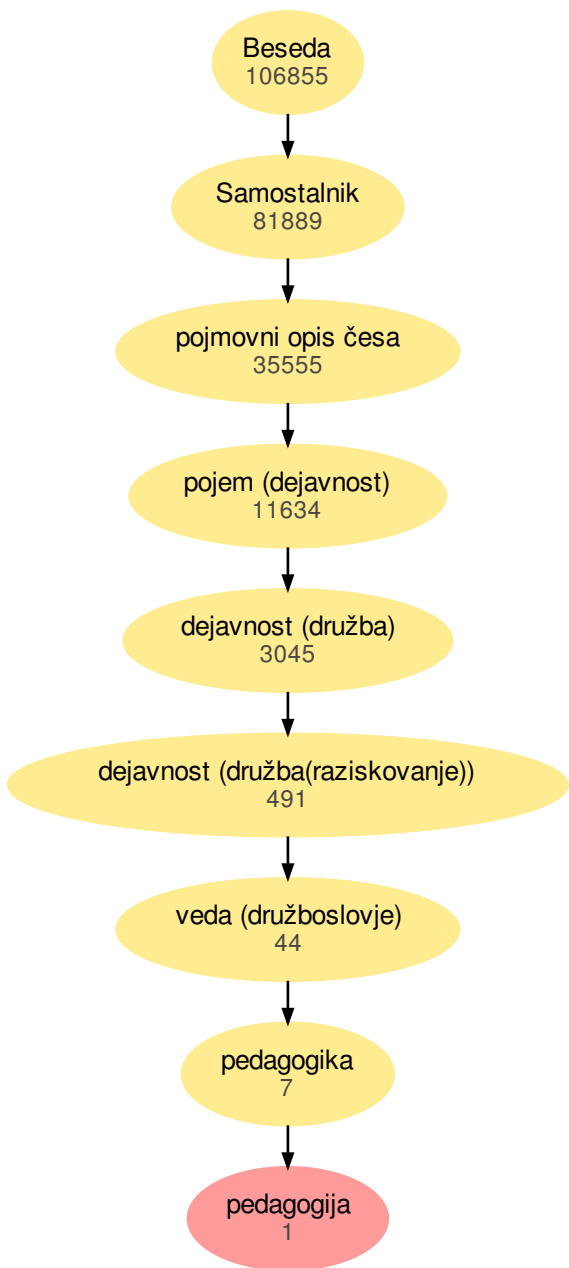 Beseda
106855
Samostalnik
81889
pojmovni opis česa
35555
pojem (dejavnost)
11634
dejavnost (družba)
3045
dejavnost (družba(raziskovanje))
491
veda (družboslovje)
44
pedagogika
7
pedagogija
1